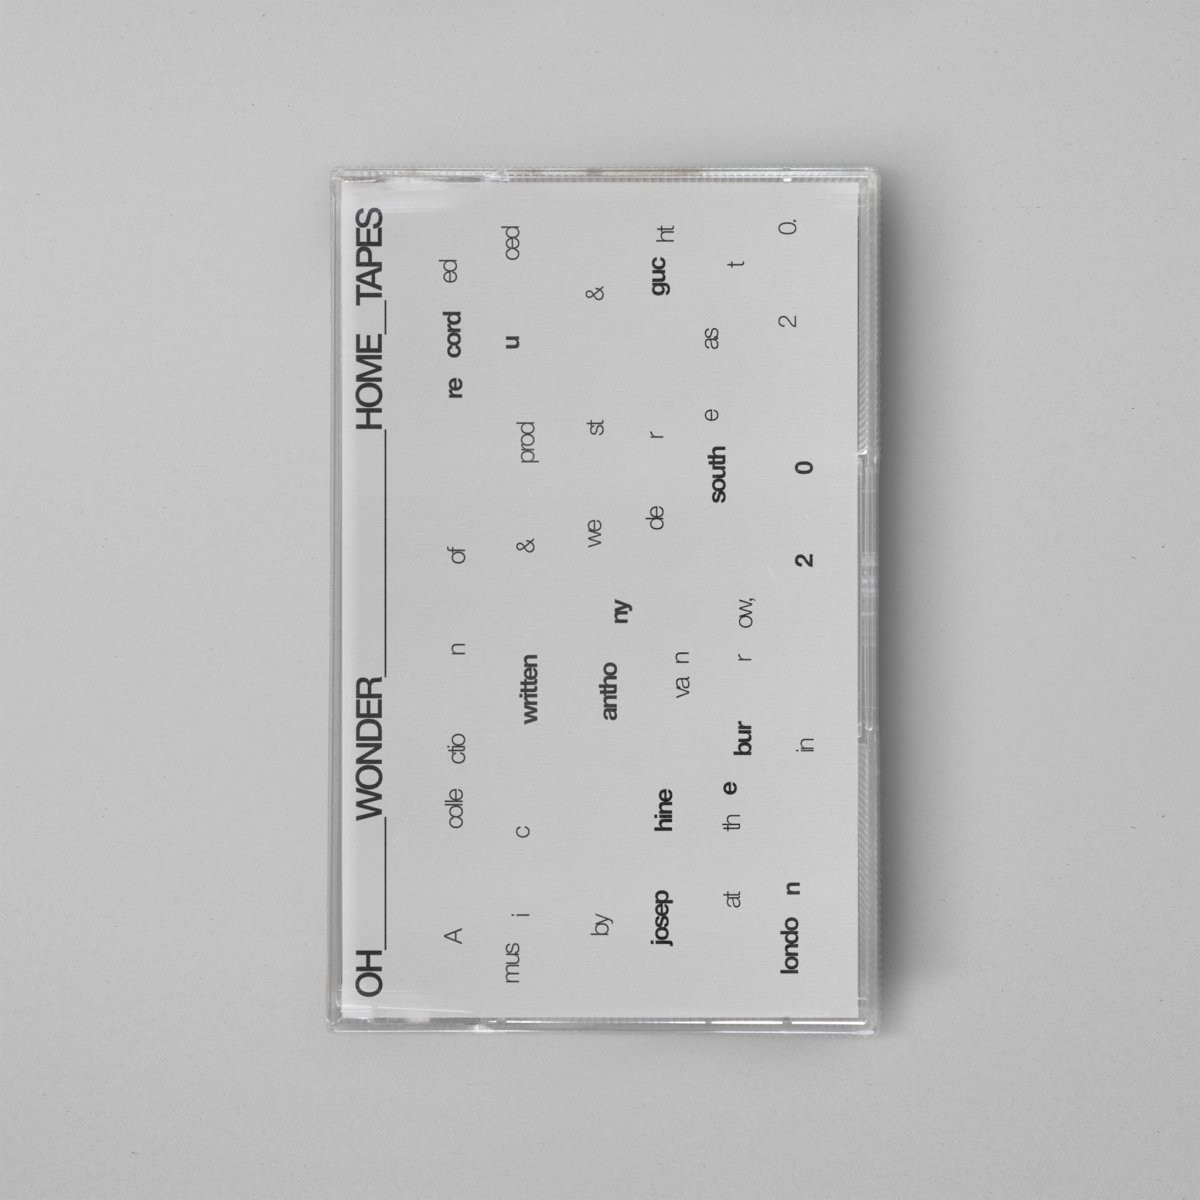 OH____WONDER________HOME_TAPES
A colle ctio n of re cord ed
mus i c written & prod u ced
by antho ny we st &
josep hine va n de r guc ht
at th e bur r ow, south e as t
londo n in 2 0 2 0.